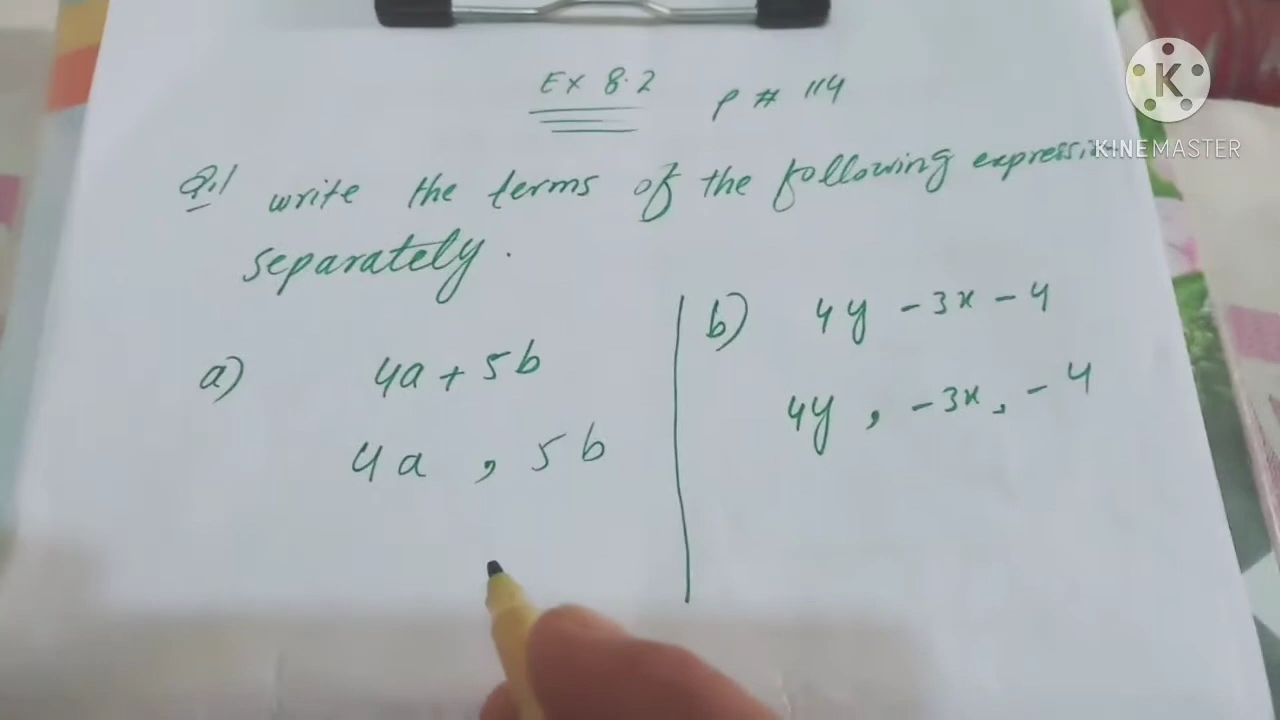 Ex 8.2 P # 114
K
KINEMASTER
Q.1 write the terms of the following expressi
separately.
a) 4a + 5b
4a , 5b
b) 4y - 3x - 4
4y , - 3x , - 4